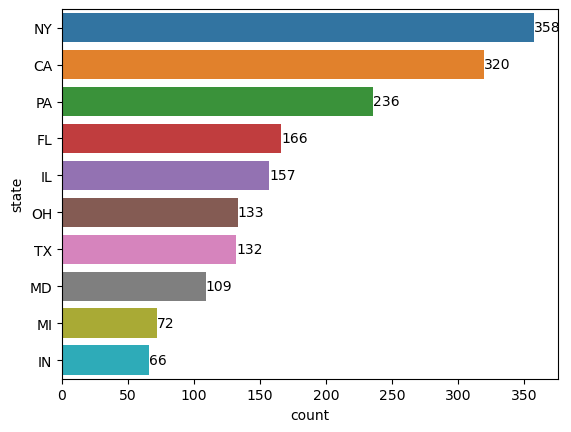 NY 358
CA 320
PA 236
FL 166
IL 157
OH 133
TX 132
MD 109
MI 72
IN 66
state
0 50 100 150 200 250 300 350
count